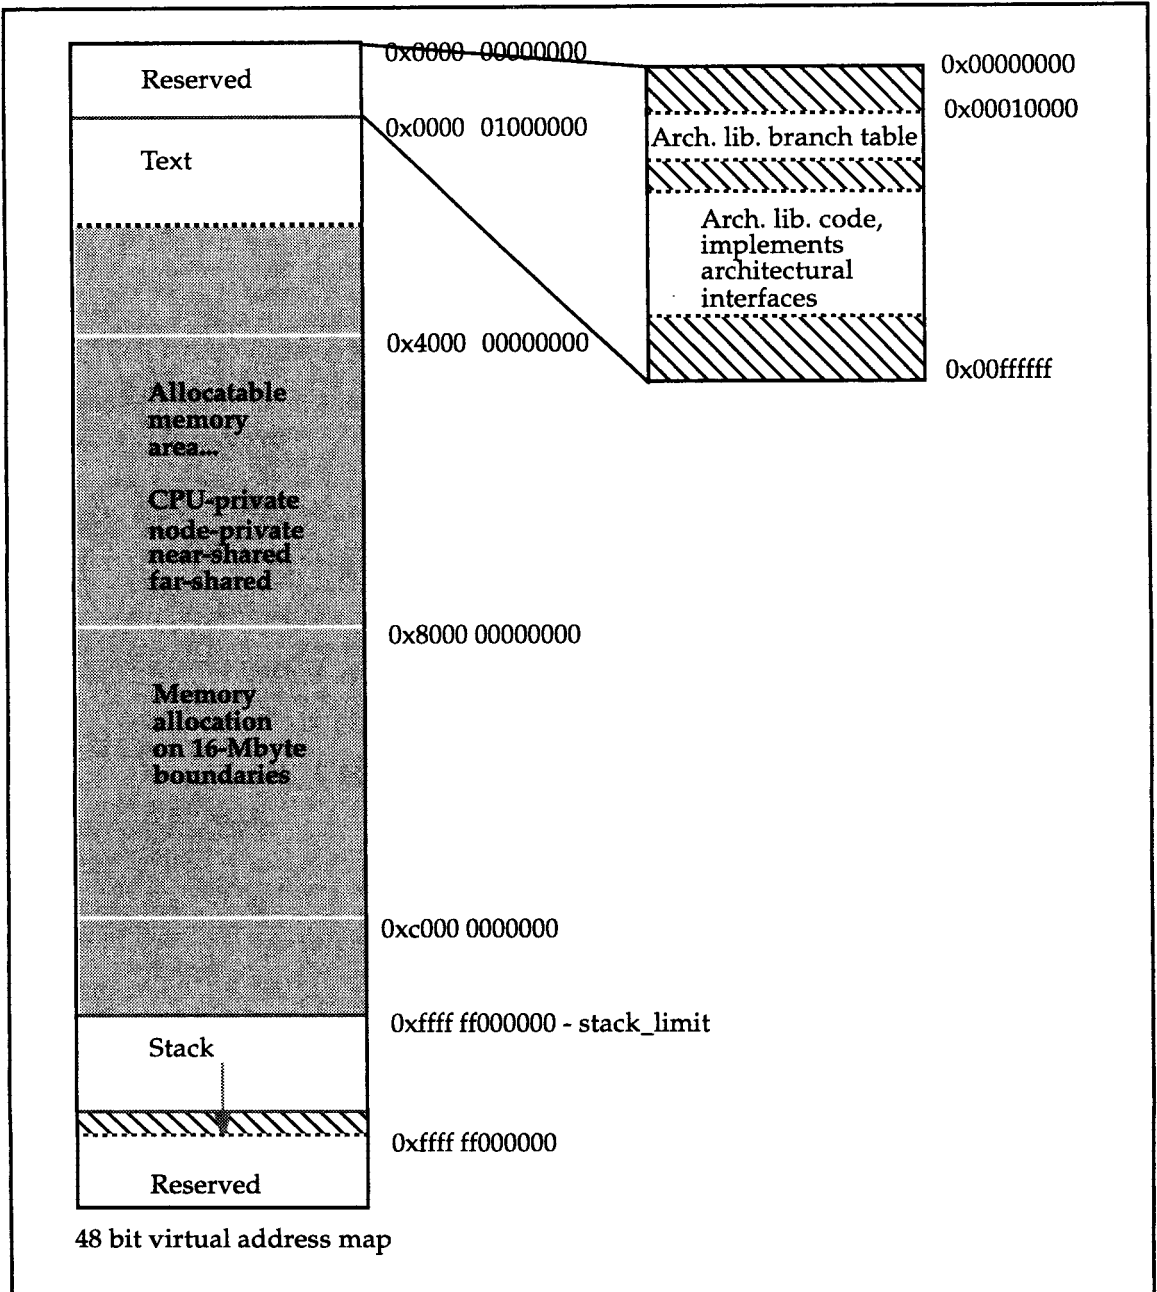 Reserved
0x0000 00000000
0x0000 01000000
Text
0x4000 00000000
Allocatable
memory
area...
CPU-private
node-private
near-shared
far-shared
0x8000 00000000
Memory
allocation
on 16-Mbyte
boundaries
0xc000 0000000
0xffff ff000000 - stack_limit
Stack
0xffff ff000000
Reserved
48 bit virtual address map
0x00000000
0x00010000
Arch. lib. branch table
Arch. lib. code,
implements
architectural
interfaces
0x00ffffff